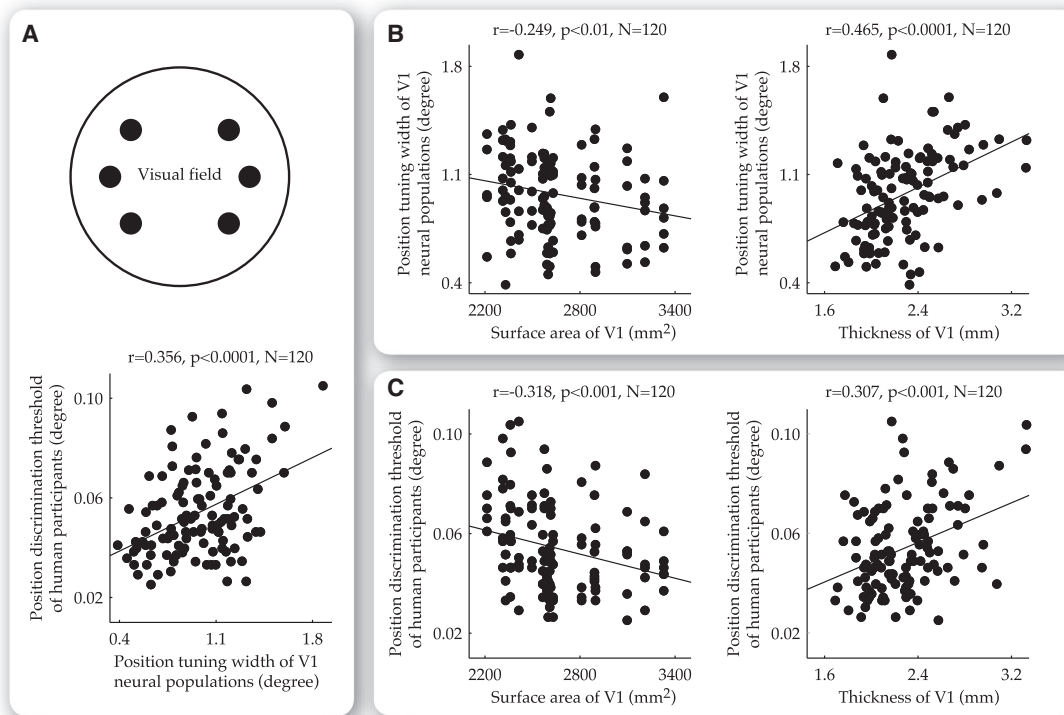 A
Visual field
r=0.356, p<0.0001, N=120
Position discrimination threshold
of human participants (degree)
0.10
0.06
0.02
0.4
1.1
1.8
Position tuning width of V1
neural populations (degree)
B
r=-0.249, p<0.01, N=120
Position tuning width of V1
neural populations (degree)
1.8
1.1
0.4
2200
2800
3400
Surface area of V1 (mm²)
r=0.465, p<0.0001, N=120
Position tuning width of V1
neural populations (degree)
1.8
1.1
0.4
1.6
2.4
3.2
Thickness of V1 (mm)
C
r=-0.318, p<0.001, N=120
Position discrimination threshold
of human participants (degree)
0.10
0.06
0.02
2200
2800
3400
Surface area of V1 (mm²)
r=0.307, p<0.001, N=120
Position discrimination threshold
of human participants (degree)
0.10
0.06
0.02
1.6
2.4
3.2
Thickness of V1 (mm)